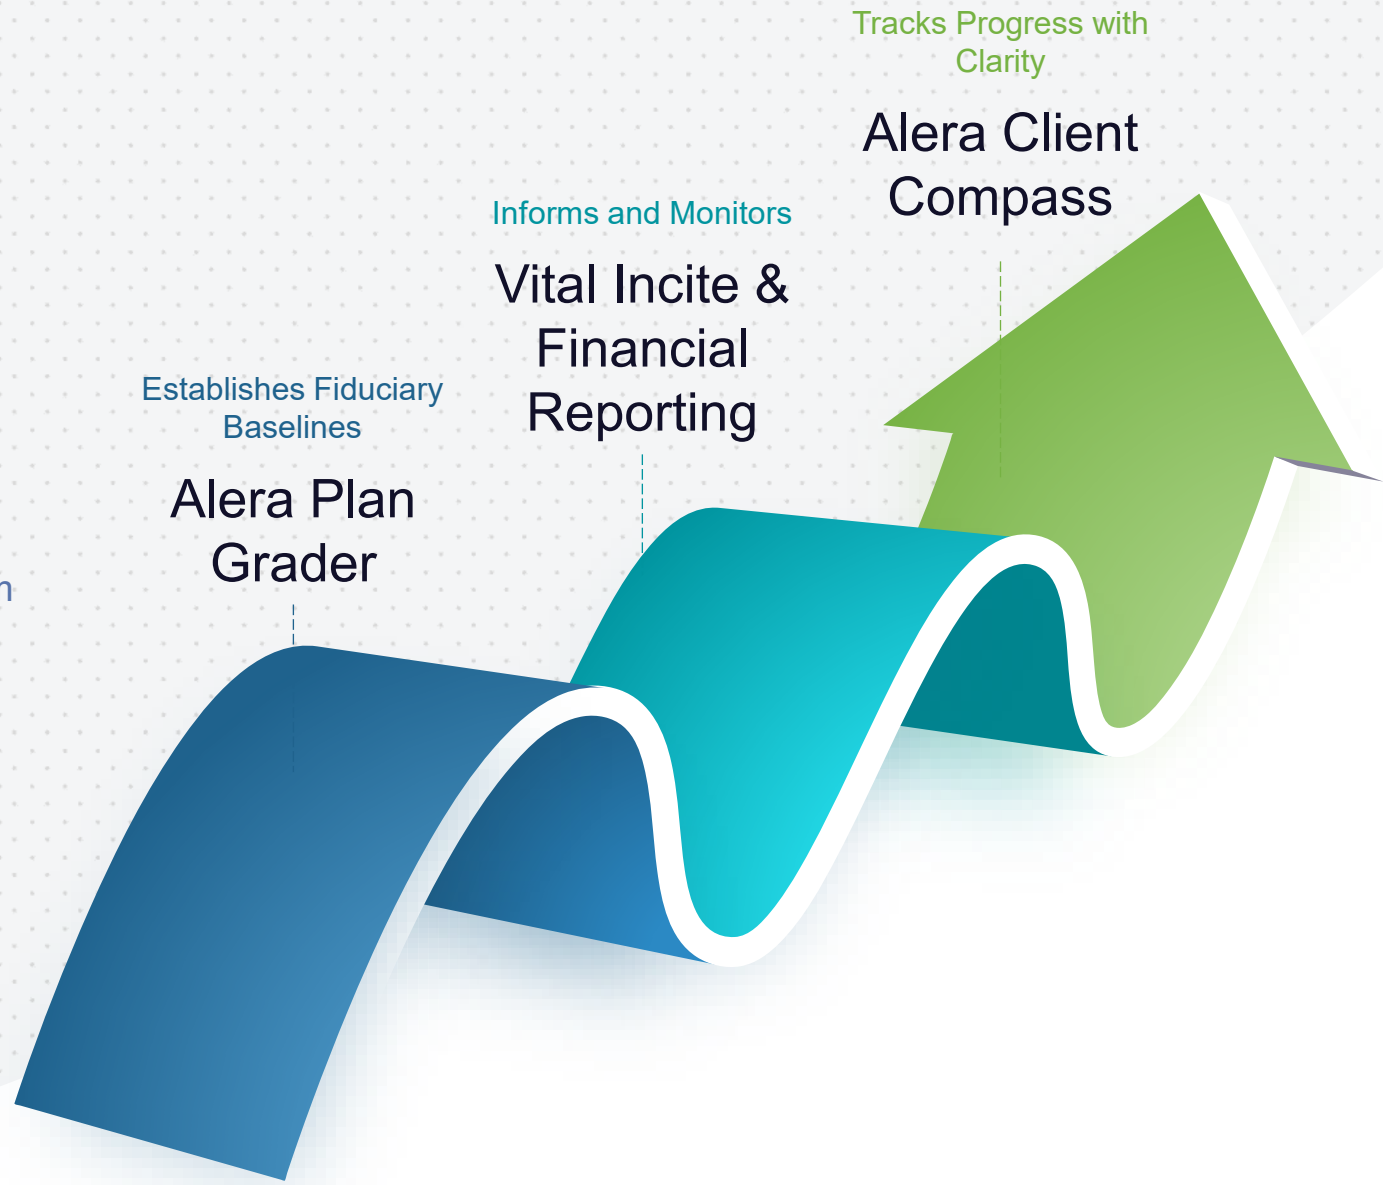 Tracks Progress with
Clarity
Alera Client
Compass
Informs and Monitors
Vital Incite &
Financial
Reporting
Establishes Fiduciary
Baselines
Alera Plan
Grader